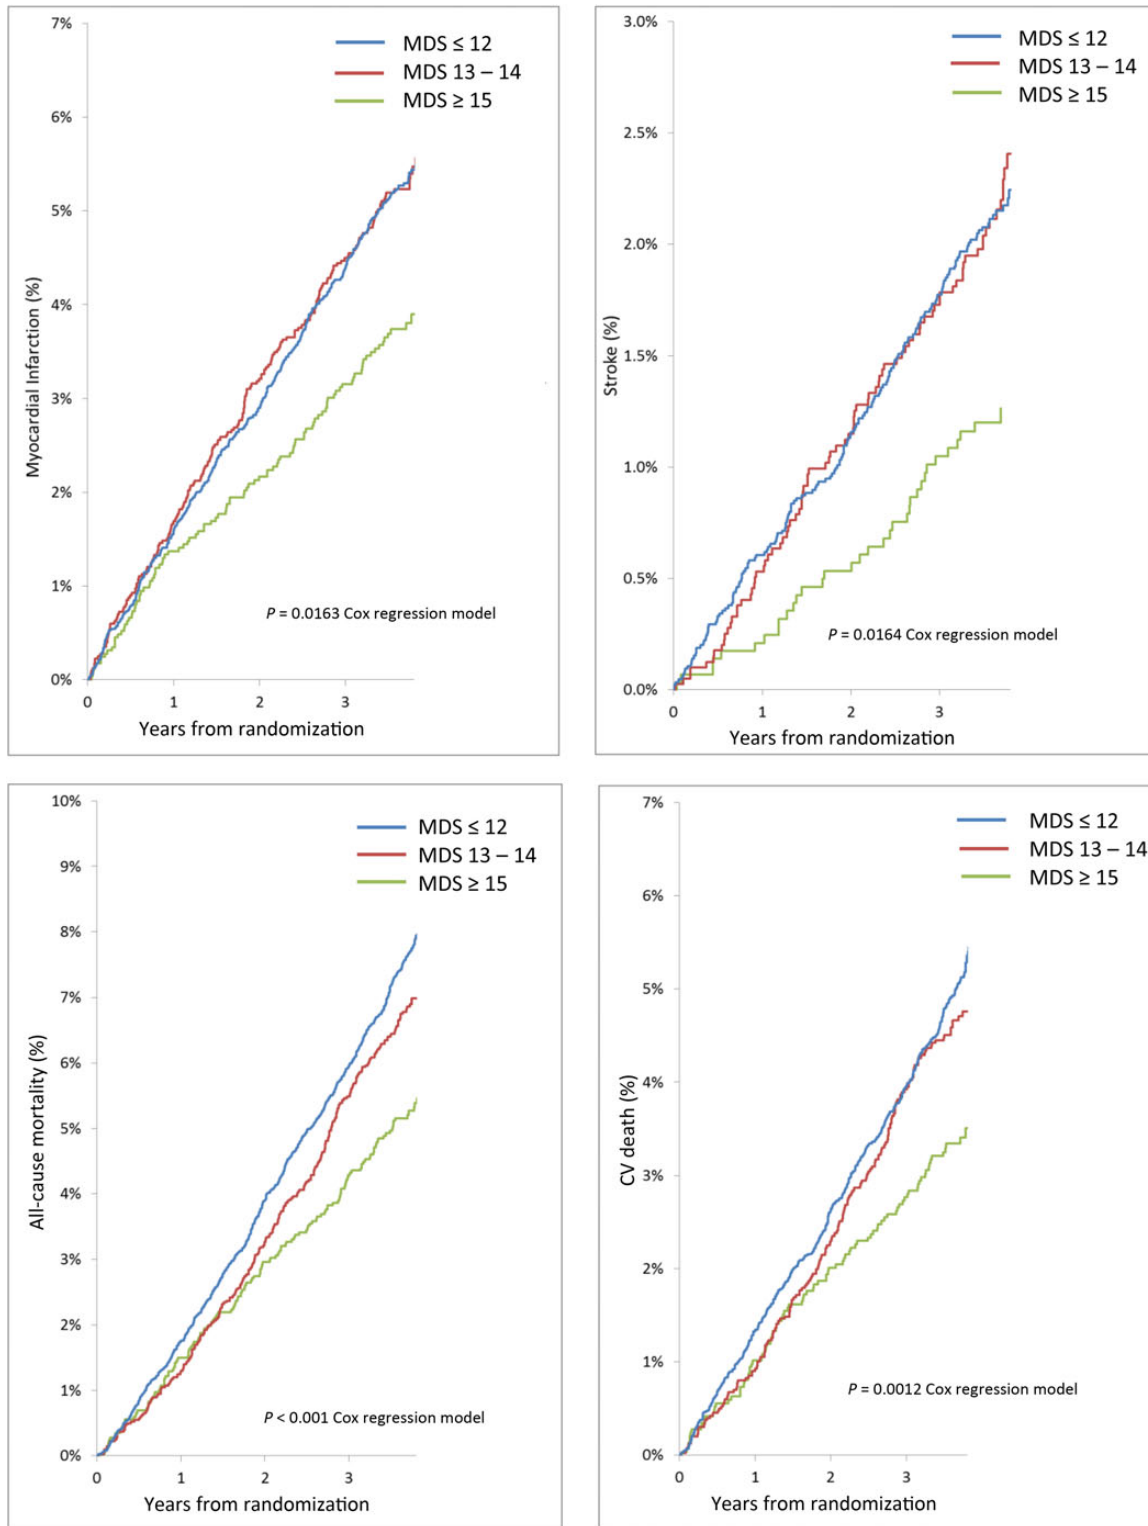 7%
6%
5%
4%
3%
2%
1%
0%
Myocardial Infarction (%)
MDS ≤ 12
MDS 13 – 14
MDS ≥ 15
P = 0.0163 Cox regression model
0 1 2 3
Years from randomization
3.0%
2.5%
2.0%
1.5%
1.0%
0.5%
0.0%
Stroke (%)
MDS ≤ 12
MDS 13 – 14
MDS ≥ 15
P = 0.0164 Cox regression model
0 1 2 3
Years from randomization
10%
9%
8%
7%
6%
5%
4%
3%
2%
1%
0%
All-cause mortality (%)
MDS ≤ 12
MDS 13 – 14
MDS ≥ 15
P < 0.001 Cox regression model
0 1 2 3
Years from randomization
7%
6%
5%
4%
3%
2%
1%
0%
CV death (%)
MDS ≤ 12
MDS 13 – 14
MDS ≥ 15
P = 0.0012 Cox regression model
0 1 2 3
Years from randomization